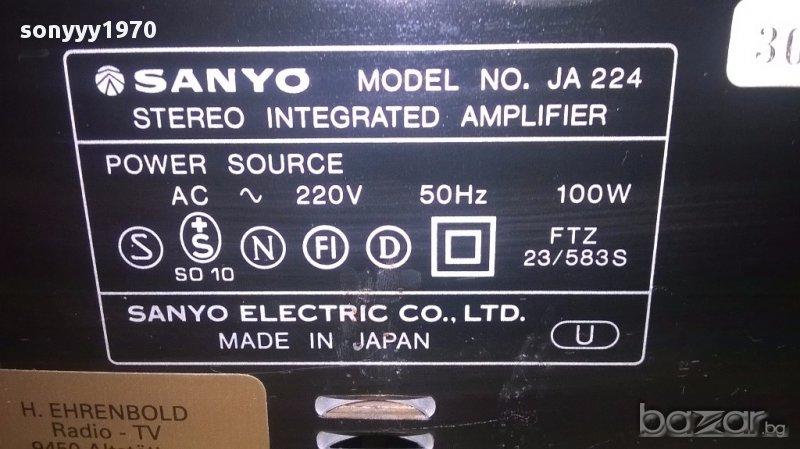 sonyyy1970
SANYO MODEL NO. JA 224
STEREO INTEGRATED AMPLIFIER
POWER SOURCE
AC ~ 220V 50Hz 100W
S +S N FI D FTZ
SO 10 23/583S
SANYO ELECTRIC CO., LTD.
MADE IN JAPAN U
H. EHRENBOLD
Radio - TV
9450
bazar.bg